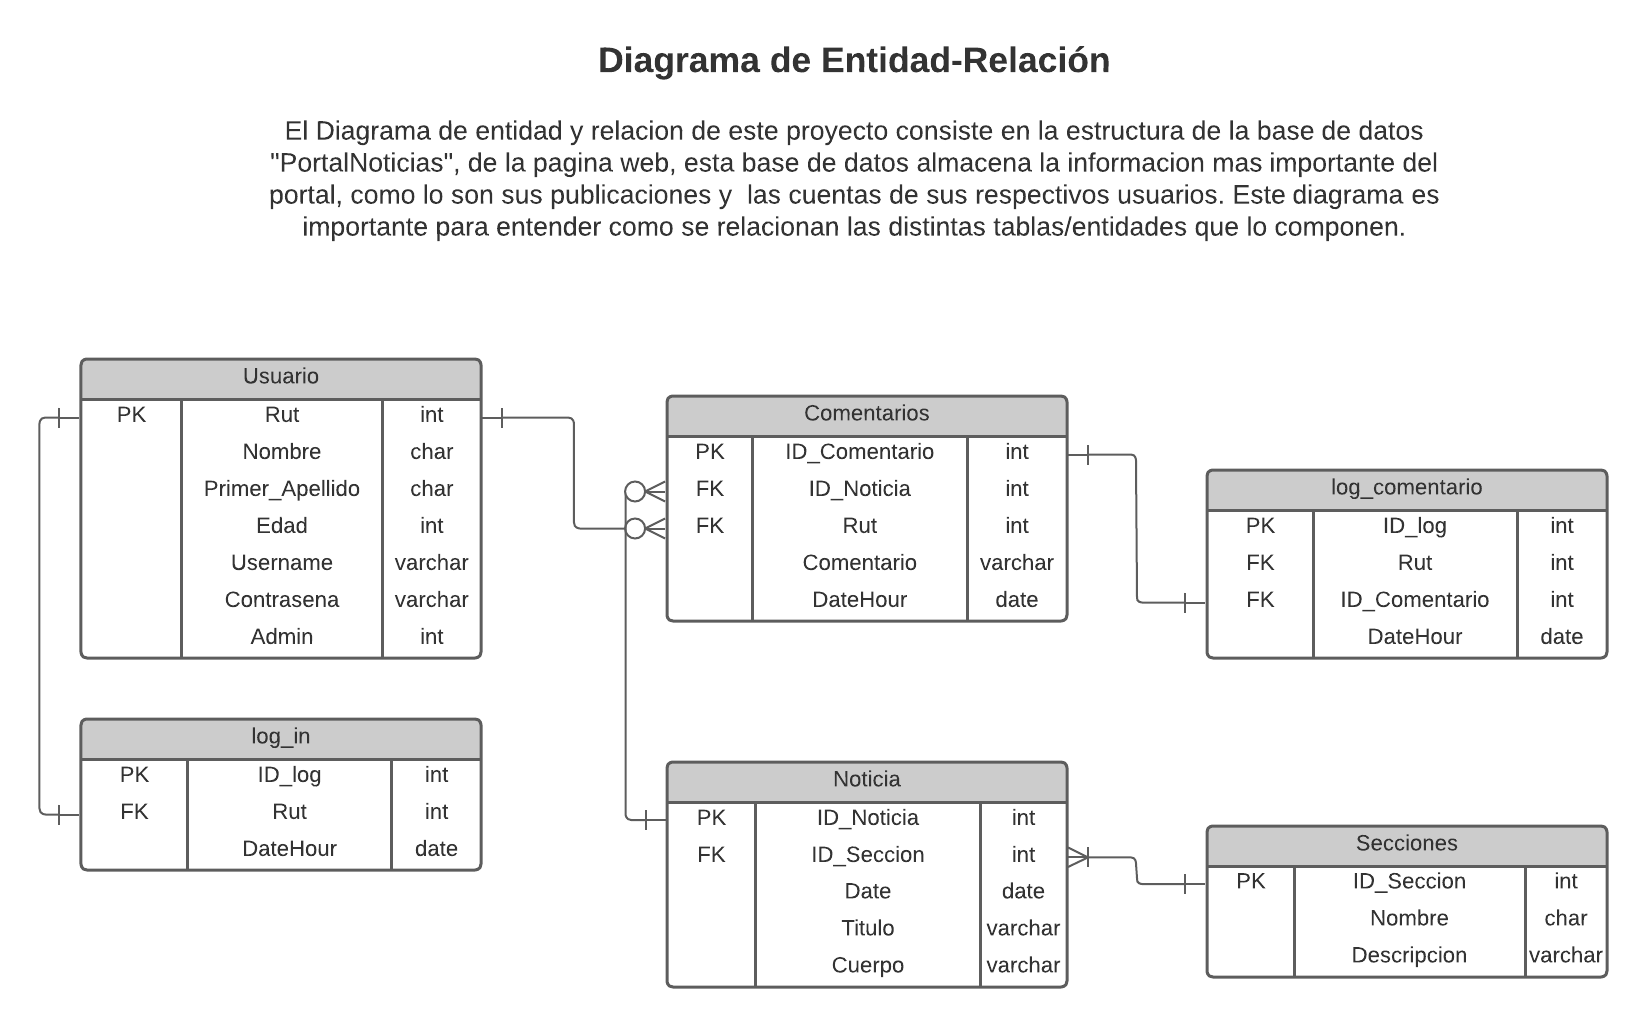 Diagrama de Entidad-Relación
El Diagrama de entidad y relacion de este proyecto consiste en la estructura de la base de datos
"PortalNoticias", de la pagina web, esta base de datos almacena la informacion mas importante del
portal, como lo son sus publicaciones y  las cuentas de sus respectivos usuarios. Este diagrama es
importante para entender como se relacionan las distintas tablas/entidades que lo componen.
Usuario
PK Rut int
Nombre char
Primer_Apellido char
Edad int
Username varchar
Contrasena varchar
Admin int
Comentarios
PK ID_Comentario int
FK ID_Noticia int
FK Rut int
Comentario varchar
DateHour date
log_comentario
PK ID_log int
FK Rut int
FK ID_Comentario int
DateHour date
log_in
PK ID_log int
FK Rut int
DateHour date
Noticia
PK ID_Noticia int
FK ID_Seccion int
Date date
Titulo varchar
Cuerpo varchar
Secciones
PK ID_Seccion int
Nombre char
Descripcion varchar